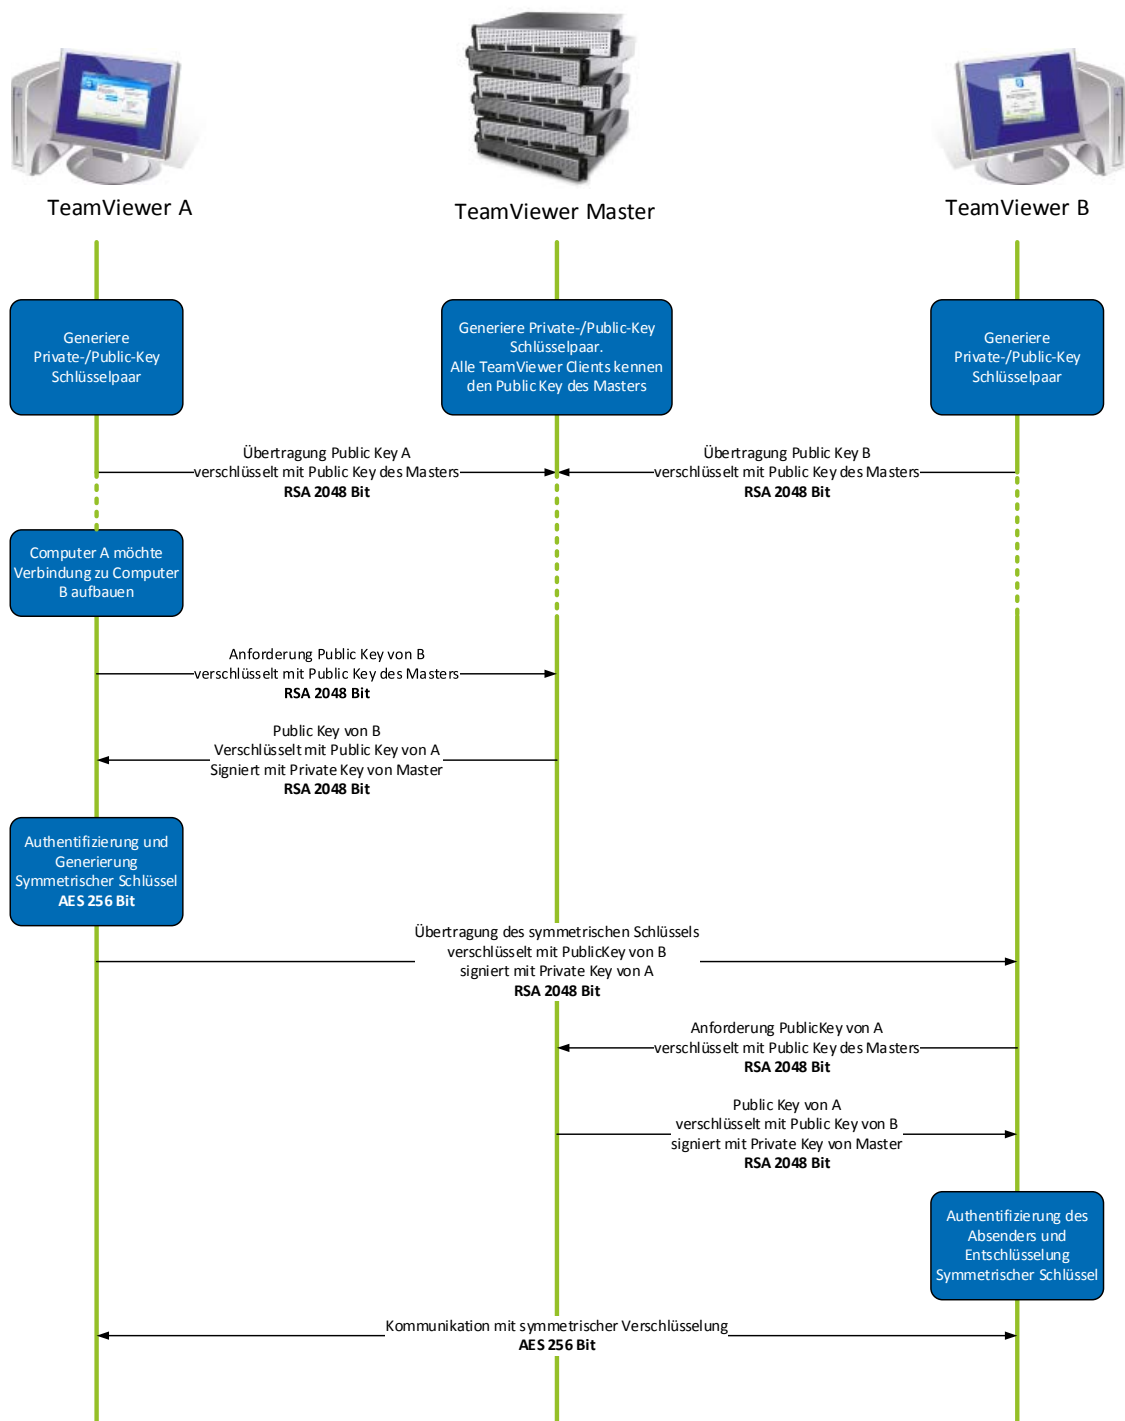 TeamViewer A
TeamViewer Master
TeamViewer B
Generiere
Private-/Public-Key
Schlüsselpaar
Generiere Private-/Public-Key
Schlüsselpaar.
Alle TeamViewer Clients kennen
den Public Key des Masters
Generiere
Private-/Public-Key
Schlüsselpaar
Übertragung Public Key A
verschlüsselt mit Public Key des Masters
RSA 2048 Bit
Übertragung Public Key B
verschlüsselt mit Public Key des Masters
RSA 2048 Bit
Computer A möchte
Verbindung zu Computer
B aufbauen
Anforderung Public Key von B
verschlüsselt mit Public Key des Masters
RSA 2048 Bit
Public Key von B
Verschlüsselt mit Public Key von A
Signiert mit Private Key von Master
RSA 2048 Bit
Authentifizierung und
Generierung
Symmetrischer Schlüssel
AES 256 Bit
Übertragung des symmetrischen Schlüssels
verschlüsselt mit PublicKey von B
signiert mit Private Key von A
RSA 2048 Bit
Anforderung PublicKey von A
verschlüsselt mit Public Key des Masters
RSA 2048 Bit
Public Key von A
verschlüsselt mit Public Key von B
signiert mit Private Key von Master
RSA 2048 Bit
Authentifizierung des
Absenders und
Entschlüsselung
Symmetrischer Schlüssel
Kommunikation mit symmetrischer Verschlüsselung
AES 256 Bit